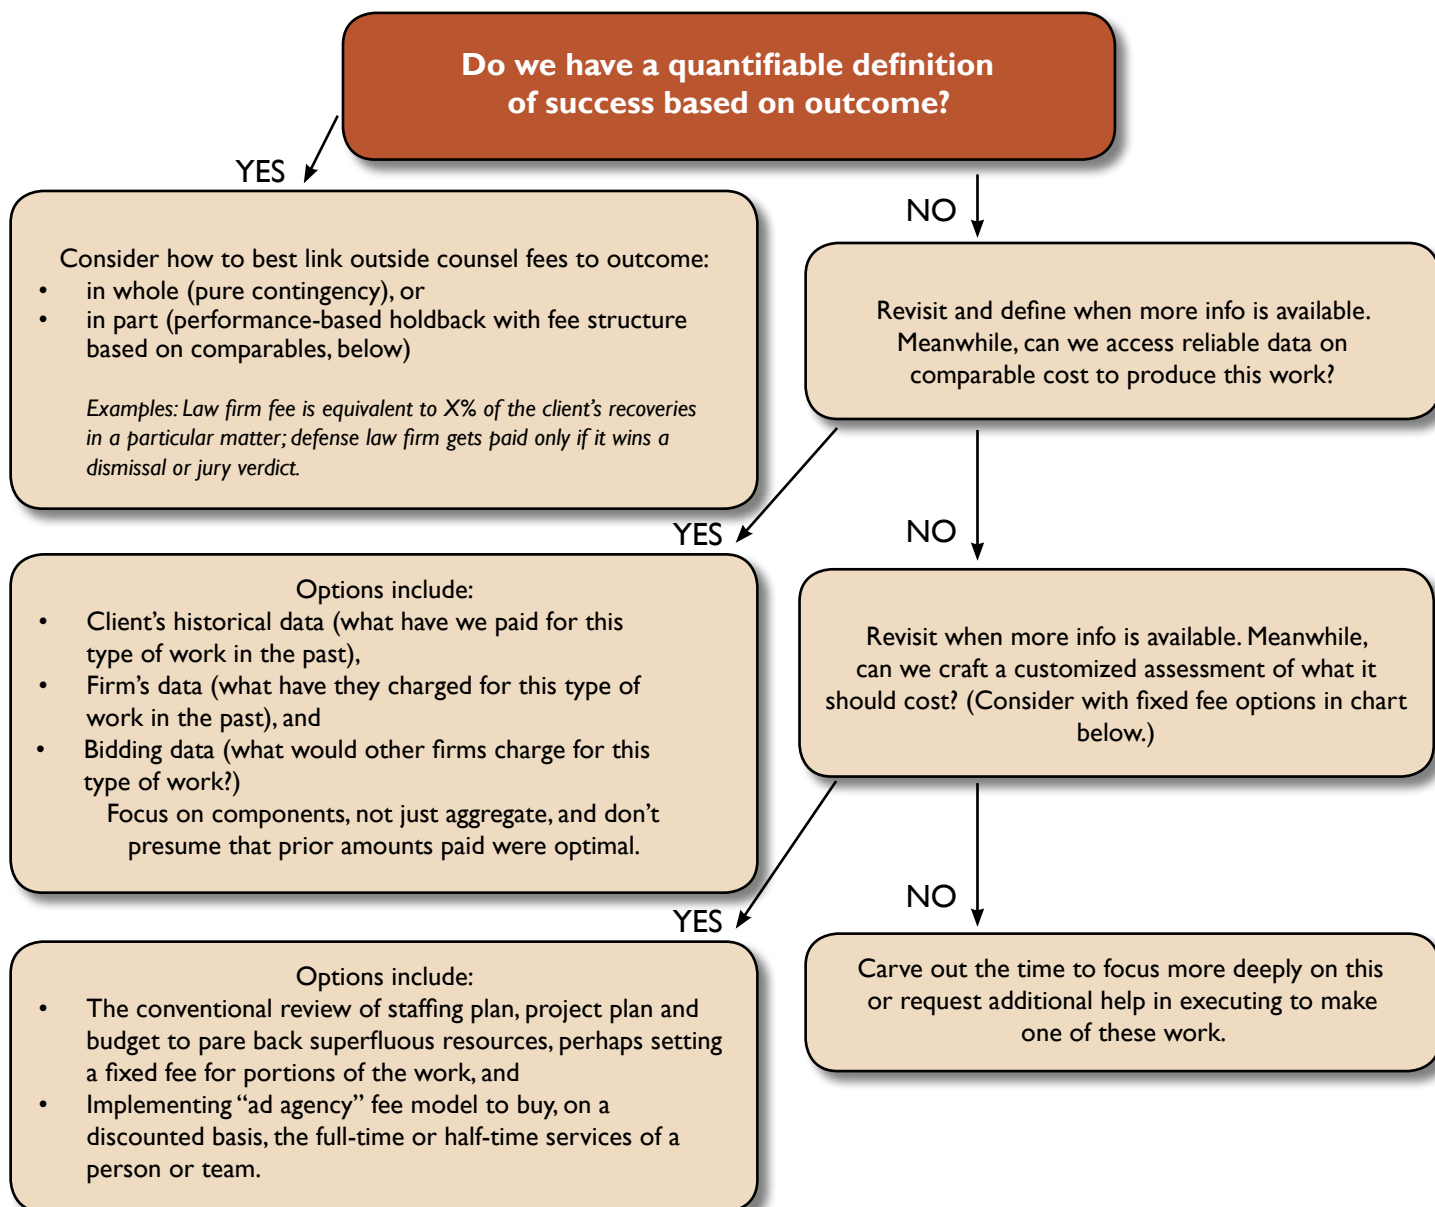 Do we have a quantifiable definition
of success based on outcome?
YES
NO
Consider how to best link outside counsel fees to outcome:
• in whole (pure contingency), or
• in part (performance-based holdback with fee structure
based on comparables, below)
Examples: Law firm fee is equivalent to X% of the client’s recoveries
in a particular matter; defense law firm gets paid only if it wins a
dismissal or jury verdict.
Revisit and define when more info is available.
Meanwhile, can we access reliable data on
comparable cost to produce this work?
YES
NO
Options include:
• Client’s historical data (what have we paid for this
type of work in the past),
• Firm’s data (what have they charged for this type of
work in the past), and
• Bidding data (what would other firms charge for this
type of work?)
Focus on components, not just aggregate, and don’t
presume that prior amounts paid were optimal.
Revisit when more info is available. Meanwhile,
can we craft a customized assessment of what it
should cost? (Consider with fixed fee options in chart
below.)
YES
NO
Options include:
• The conventional review of staffing plan, project plan and
budget to pare back superfluous resources, perhaps setting
a fixed fee for portions of the work, and
• Implementing “ad agency” fee model to buy, on a
discounted basis, the full-time or half-time services of a
person or team.
Carve out the time to focus more deeply on this
or request additional help in executing to make
one of these work.